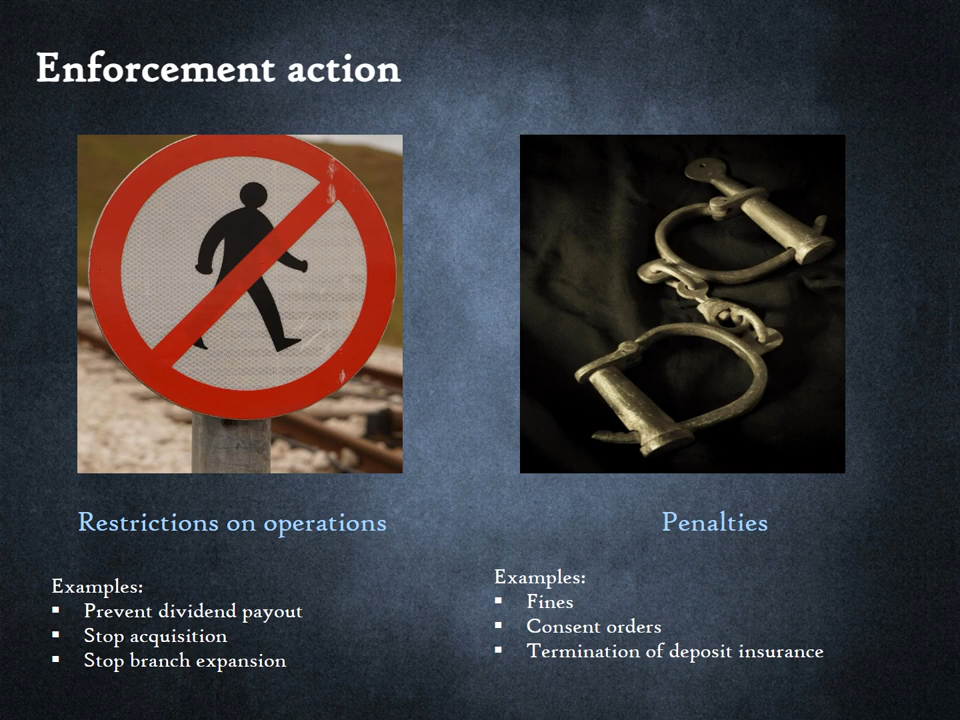 Enforcement action
Restrictions on operations
Examples:
▪ Prevent dividend payout
▪ Stop acquisition
▪ Stop branch expansion
Penalties
Examples:
▪ Fines
▪ Consent orders
▪ Termination of deposit insurance